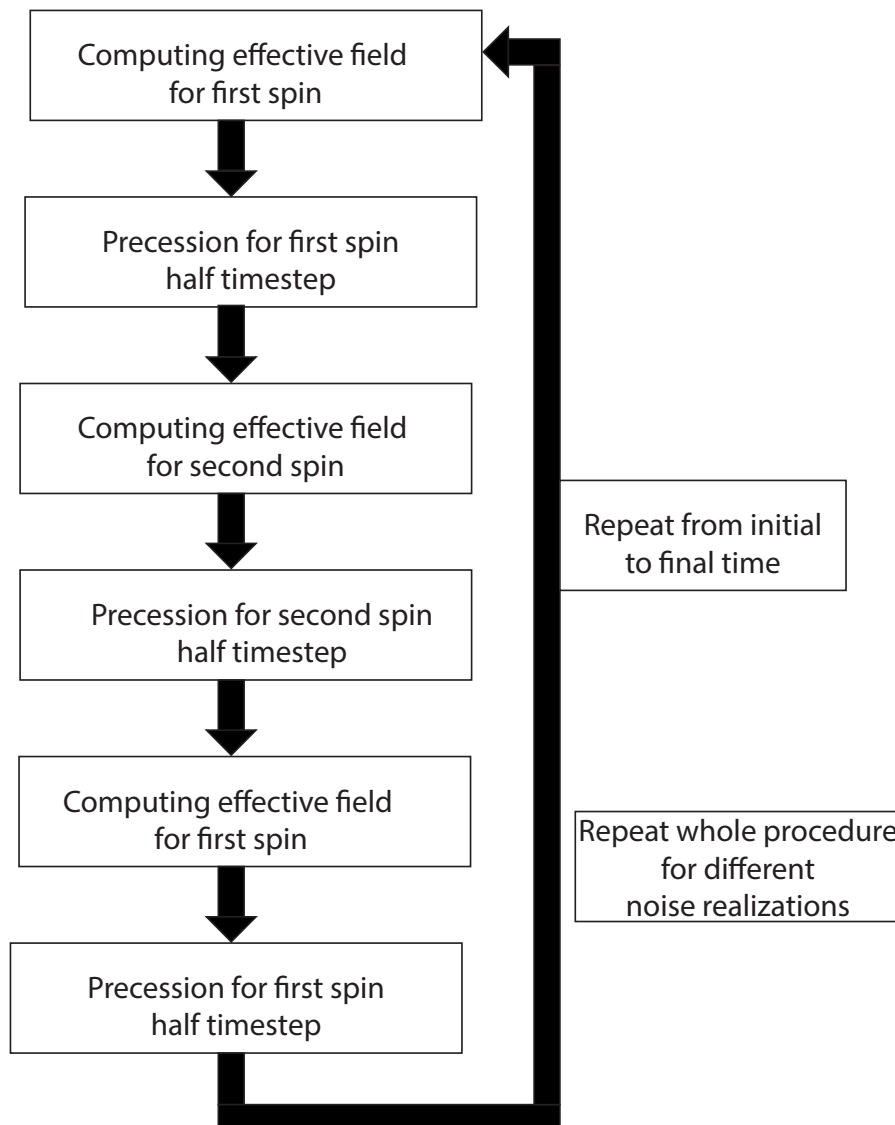 Computing effective field
for first spin
Precession for first spin
half timestep
Computing effective field
for second spin
Precession for second spin
half timestep
Computing effective field
for first spin
Precession for first spin
half timestep
Repeat from initial
to final time
Repeat whole procedure
for different
noise realizations